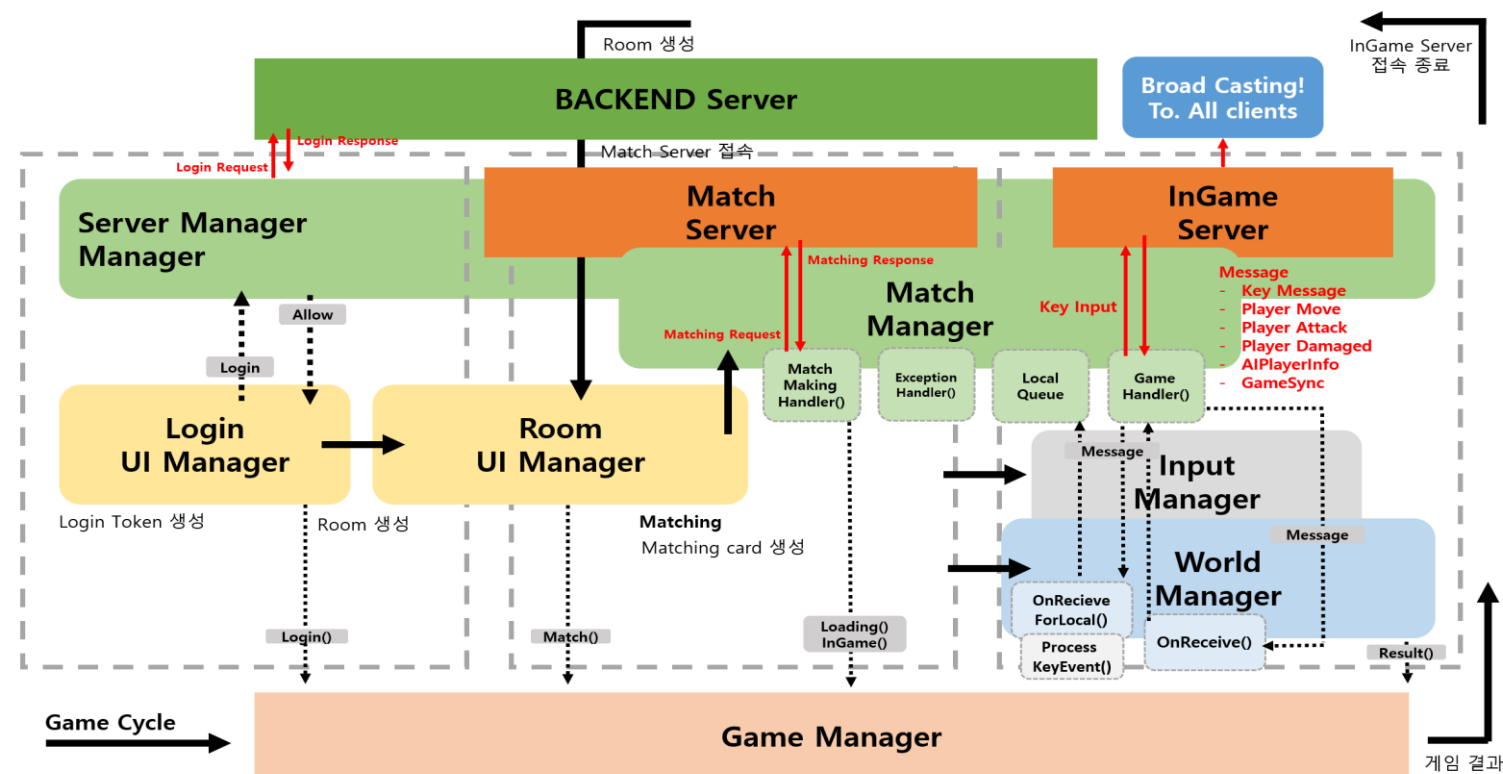 Room 생성
InGame Server
접속 종료
BACKEND Server
Broad Casting!
To. All clients
Login Response
Login Request
Match Server 접속
Server Manager
Manager
Match
Server
InGame
Server
Matching Response
Match
Manager
Matching Request
Key Input
Message
- Key Message
- Player Move
- Player Attack
- Player Damaged
- AIPlayerInfo
- GameSync
Allow
Login
Match
Making
Handler()
Exception
Handler()
Local
Queue
Game
Handler()
Login
UI Manager
Room
UI Manager
Message
Input
Manager
Login Token 생성
Room 생성
Matching
Matching card 생성
Message
World
Manager
OnRecieve
ForLocal()
Process
KeyEvent()
OnReceive()
Login()
Match()
Loading()
InGame()
Result()
Game Cycle
Game Manager
게임 결과